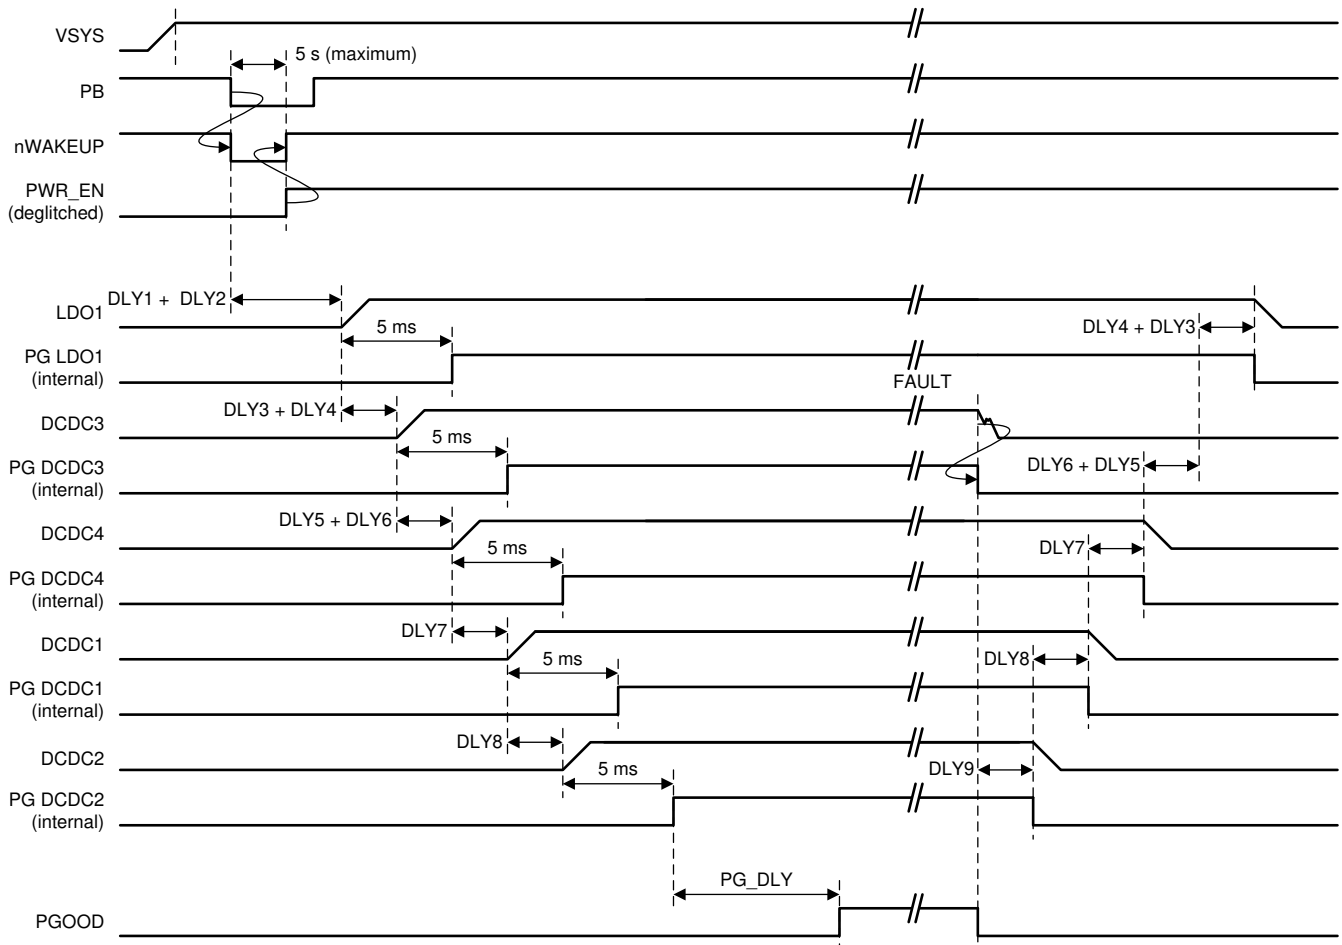 VSYS
5 s (maximum)
PB
nWAKEUP
PWR_EN
(deglitched)
DLY1 + DLY2
LDO1
5 ms
DLY4 + DLY3
PG LDO1
(internal)
FAULT
DLY3 + DLY4
DCDC3
5 ms
PG DCDC3
(internal)
DLY6 + DLY5
DLY5 + DLY6
DCDC4
5 ms
DLY7
PG DCDC4
(internal)
DLY7
DCDC1
5 ms
DLY8
PG DCDC1
(internal)
DLY8
DCDC2
5 ms
DLY9
PG DCDC2
(internal)
PG_DLY
PGOOD